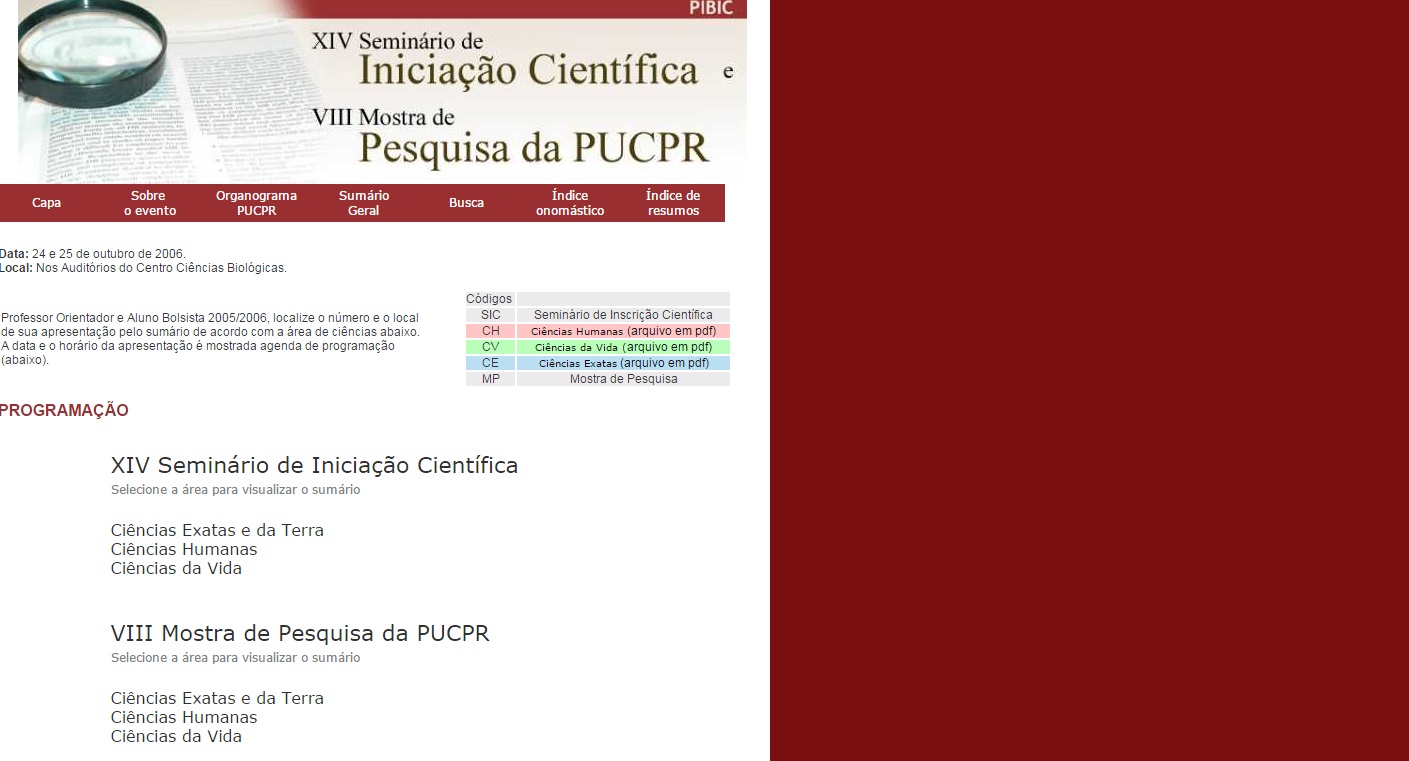 PIBIC
XIV Seminário de
Iniciação Científica e
VIII Mostra de
Pesquisa da PUCPR
Capa
Sobre
o evento
Organograma
PUCPR
Sumário
Geral
Busca
Índice
onomástico
Índice de
resumos
Data: 24 e 25 de outubro de 2006.
Local: Nos Auditórios do Centro Ciências Biológicas.
Professor Orientador e Aluno Bolsista 2005/2006, localize o número e o local
de sua apresentação pelo sumário de acordo com a área de ciências abaixo.
A data e o horário da apresentação é mostrada agenda de programação
(abaixo).
Códigos
SIC Seminário de Inscrição Científica
CH Ciências Humanas (arquivo em pdf)
CV Ciências da Vida (arquivo em pdf)
CE Ciências Exatas (arquivo em pdf)
MP Mostra de Pesquisa
PROGRAMAÇÃO
XIV Seminário de Iniciação Científica
Selecione a área para visualizar o sumário
Ciências Exatas e da Terra
Ciências Humanas
Ciências da Vida
VIII Mostra de Pesquisa da PUCPR
Selecione a área para visualizar o sumário
Ciências Exatas e da Terra
Ciências Humanas
Ciências da Vida